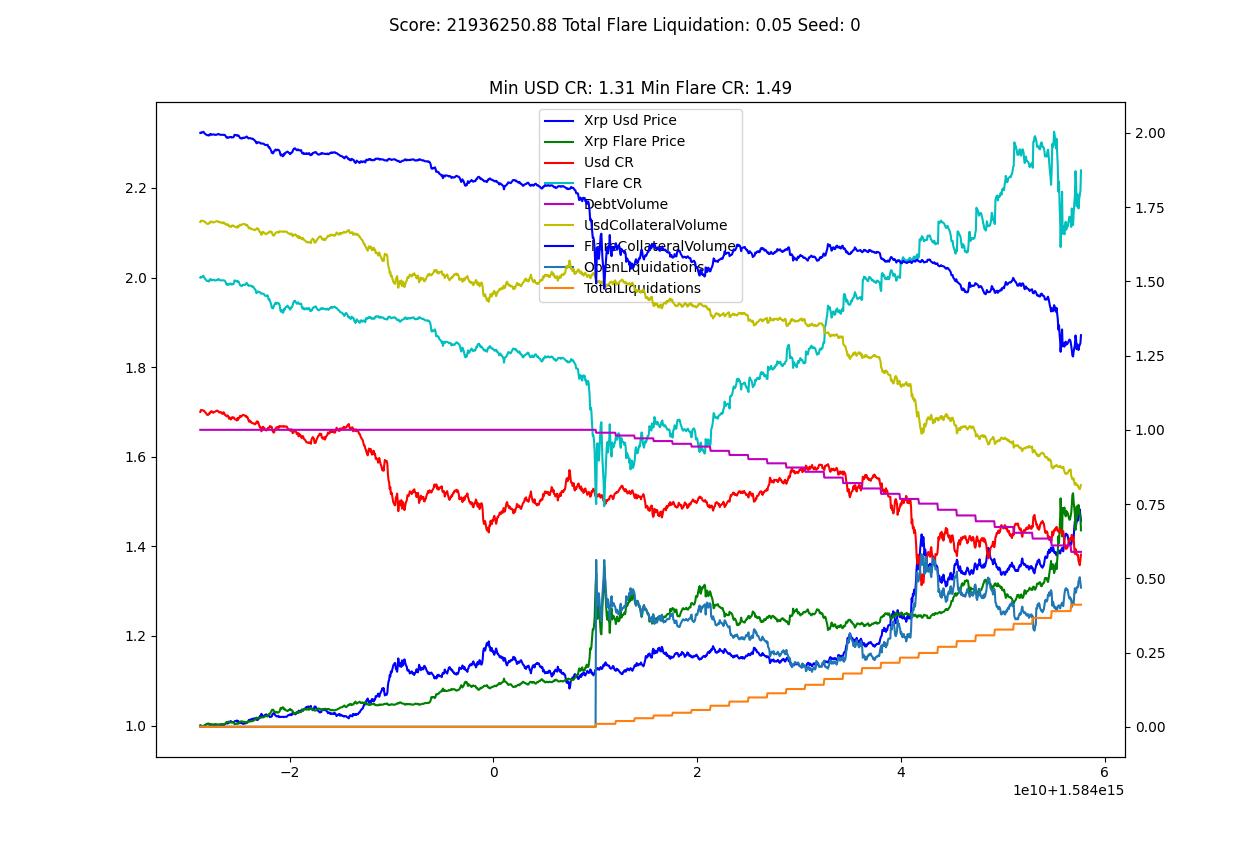 Score: 21936250.88 Total Flare Liquidation: 0.05 Seed: 0
Min USD CR: 1.31 Min Flare CR: 1.49
Xrp Usd Price
Xrp Flare Price
Usd CR
Flare CR
DebtVolume
UsdCollateralVolume
FlareCollateralVolume
OpenLiquidations
TotalLiquidations
2.2
2.0
1.8
1.6
1.4
1.2
1.0
2.00
1.75
1.50
1.25
1.00
0.75
0.50
0.25
0.00
−2
0
2
4
6
1e10+1.584e15